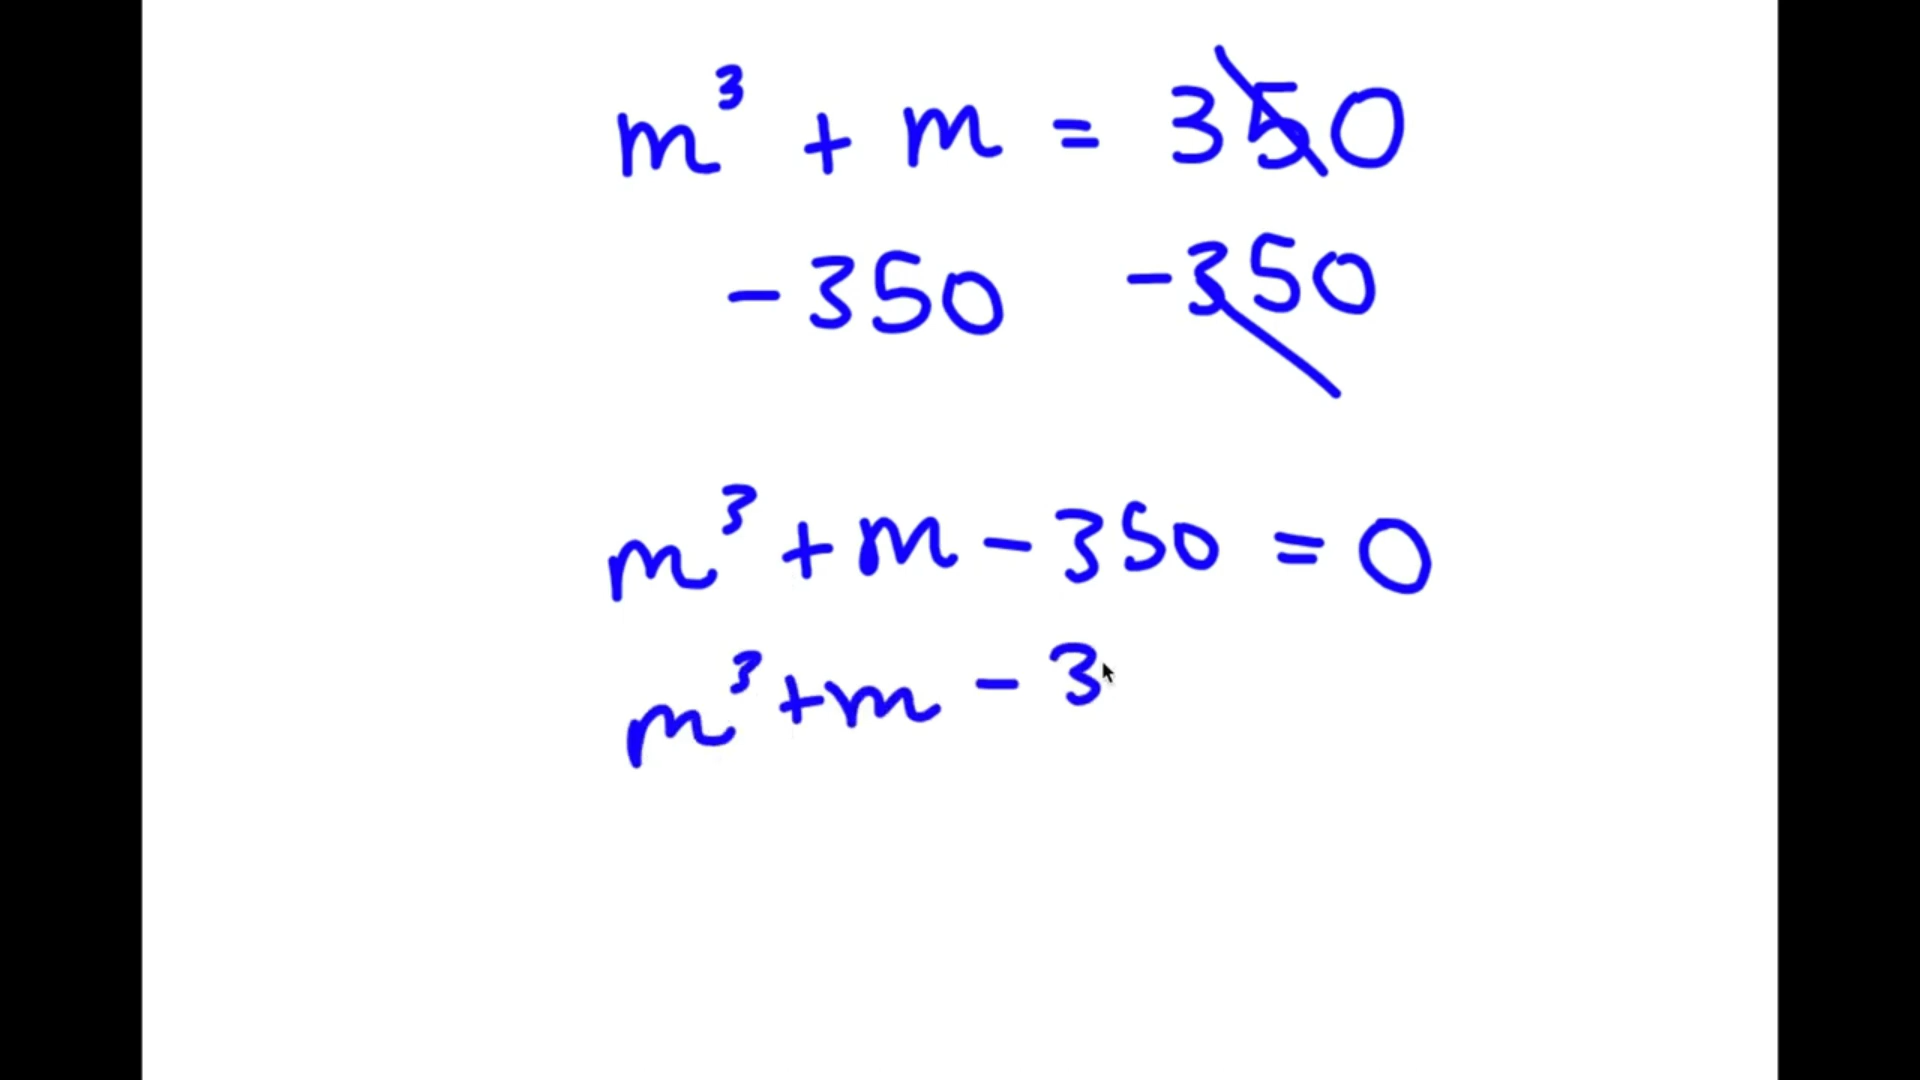 m³ + m = 350
-350 -350
m³ + m - 350 = 0
m³ + m - 3